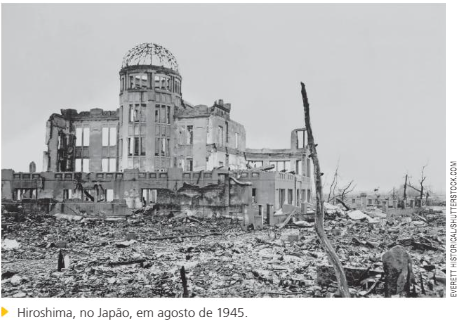 Hiroshima, no Japão, em agosto de 1945.
EVERETT HISTORICAL/SHUTTERSTOCK.COM